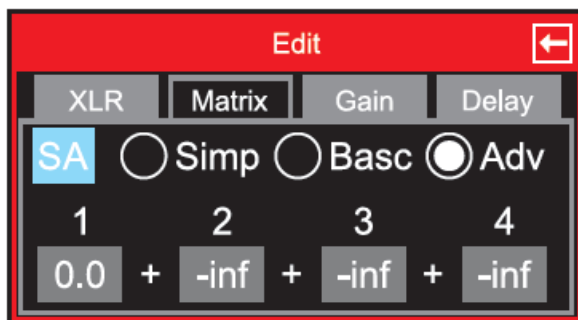 Edit
XLR Matrix Gain Delay
SA Simp Basc Adv
1 2 3 4
0.0 + -inf + -inf + -inf